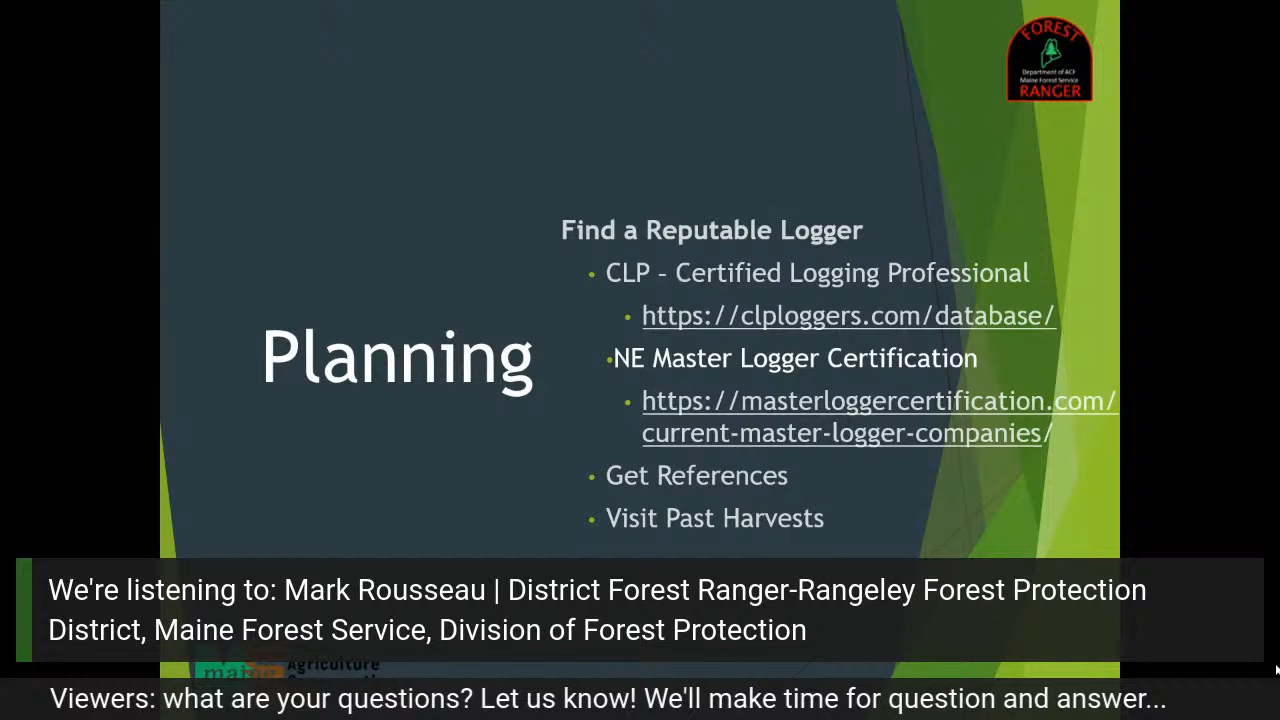 FOREST
Department of ACF
Maine Forest Service
RANGER
Find a Reputable Logger
• CLP – Certified Logging Professional
• https://clploggers.com/database/
Planning
•NE Master Logger Certification
• https://masterloggercertification.com/
current-master-logger-companies/
• Get References
• Visit Past Harvests
We're listening to: Mark Rousseau | District Forest Ranger-Rangeley Forest Protection
District, Maine Forest Service, Division of Forest Protection
Agriculture
Viewers: what are your questions? Let us know! We'll make time for question and answer...